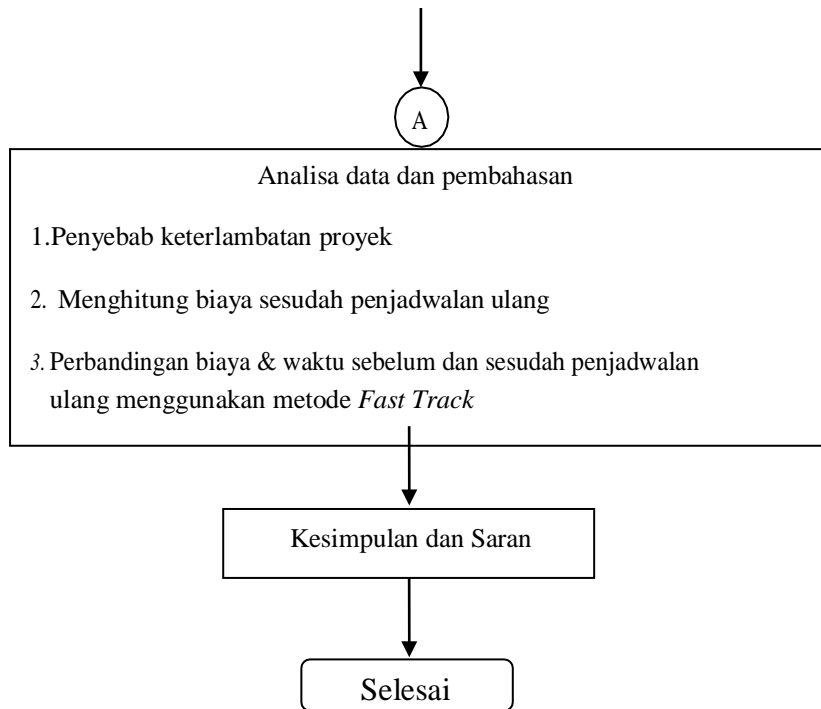 A
Analisa data dan pembahasan
1.Penyebab keterlambatan proyek
2. Menghitung biaya sesudah penjadwalan ulang
3. Perbandingan biaya & waktu sebelum dan sesudah penjadwalan
ulang menggunakan metode Fast Track
Kesimpulan dan Saran
Selesai